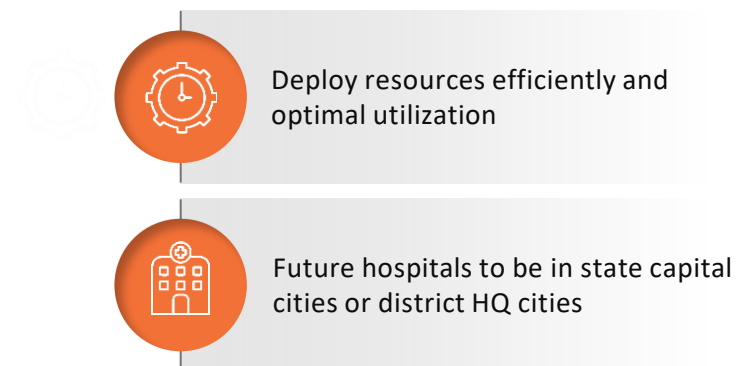 Deploy resources efficiently and
optimal utilization
Future hospitals to be in state capital
cities or district HQ cities